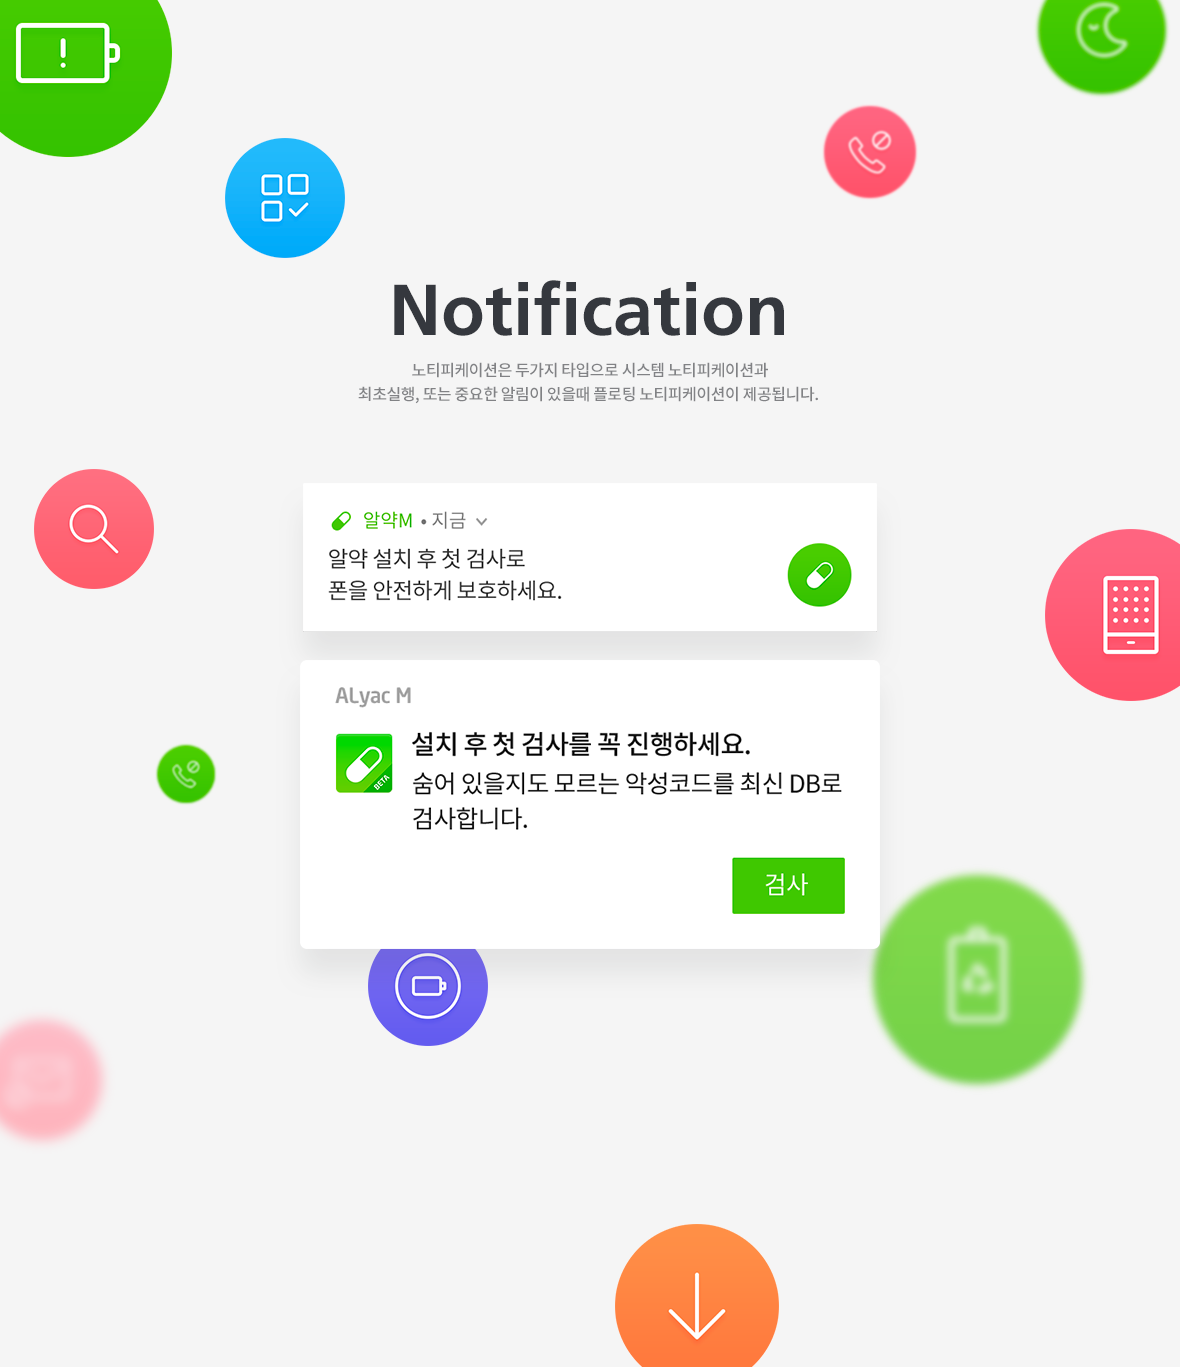 Notification
노티피케이션은 두가지 타입으로 시스템 노티피케이션과
최초실행, 또는 중요한 알림이 있을때 플로팅 노티피케이션이 제공됩니다.
알약M • 지금
알약 설치 후 첫 검사로
폰을 안전하게 보호하세요.
ALyac M
설치 후 첫 검사를 꼭 진행하세요.
숨어 있을지도 모르는 악성코드를 최신 DB로
검사합니다.
BETA
검사